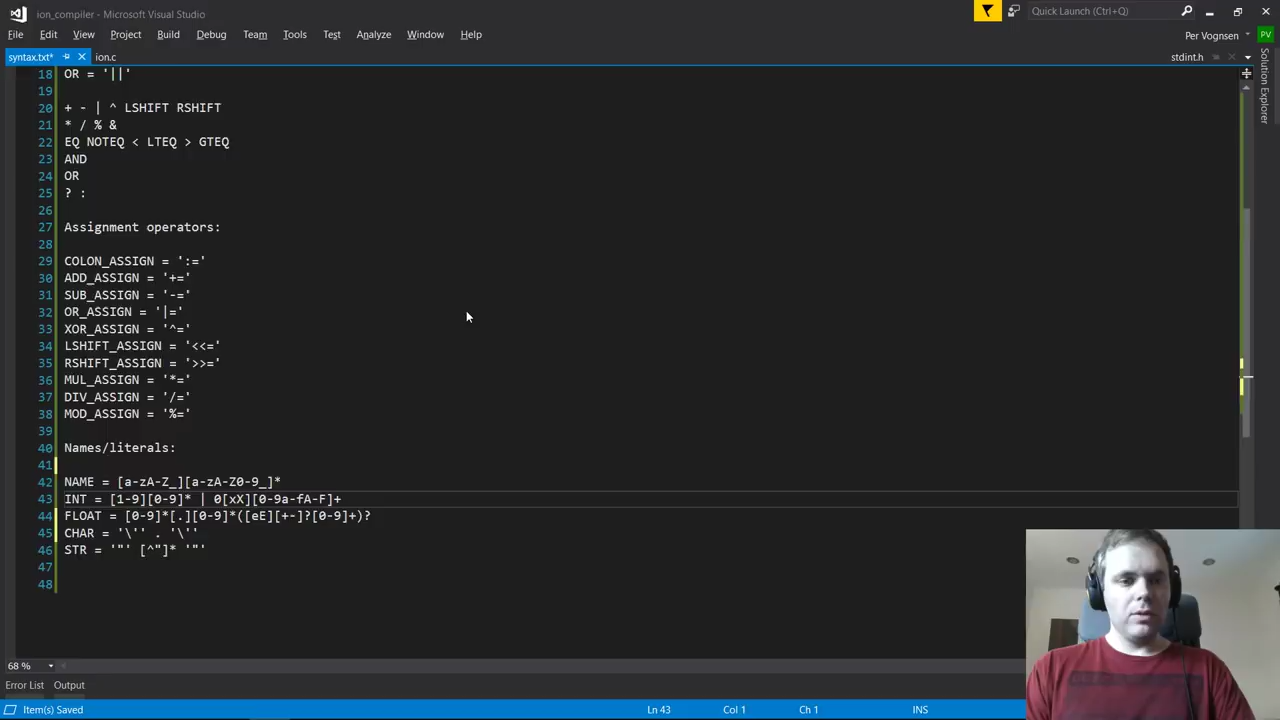 ion_compiler - Microsoft Visual Studio
Quick Launch (Ctrl+Q)
File Edit View Project Build Debug Team Tools Test Analyze Window Help
Per Vognsen
PV
syntax.txt* ion.c
stdint.h
Solution Explorer
18 OR = '||'
19
20 + - | ^ LSHIFT RSHIFT
21 * / % &
22 EQ NOTEQ < LTEQ > GTEQ
23 AND
24 OR
25 ? :
26
27 Assignment operators:
28
29 COLON_ASSIGN = ':='
30 ADD_ASSIGN = '+='
31 SUB_ASSIGN = '-='
32 OR_ASSIGN = '|='
33 XOR_ASSIGN = '^='
34 LSHIFT_ASSIGN = '<<='
35 RSHIFT_ASSIGN = '>>='
36 MUL_ASSIGN = '*='
37 DIV_ASSIGN = '/='
38 MOD_ASSIGN = '%='
39
40 Names/literals:
41
42 NAME = [a-zA-Z_][a-zA-Z0-9_]*
43 INT = [1-9][0-9]* | 0[xX][0-9a-fA-F]+
44 FLOAT = [0-9]*[.][0-9]*([eE][+-]?[0-9]+)?
45 CHAR = '\'' . '\''
46 STR = '"' [^"]* '"'
47
48
68 %
Error List Output
Item(s) Saved Ln 43 Col 1 Ch 1 INS